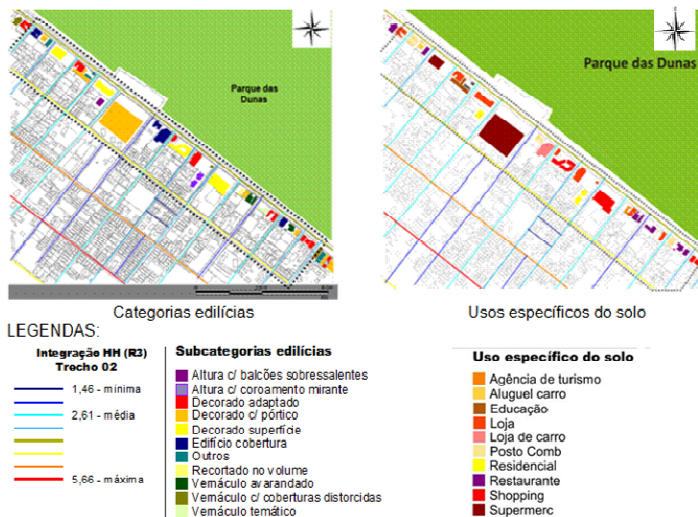 Parque das
Dunas
Parque das Dunas
Categorias edilícias
Usos específicos do solo
LEGENDAS:
Integração HH (R3)
Trecho 02
1,46 - mínima
2,61 - média
5,66 - máxima
Subcategorias edilícias
Altura c/ balcões sobressalentes
Altura c/ coroamento mirante
Decorado adaptado
Decorado c/ pórtico
Decorado superfície
Edifício cobertura
Outros
Recortado no volume
Vemáculo avarandado
Vemáculo c/ coberturas distorcidas
Vemáculo temático
Uso específico do solo
Agência de turismo
Aluguel carro
Educação
Loja
Loja de carro
Posto Comb
Residencial
Restaurante
Shopping
Supermerc